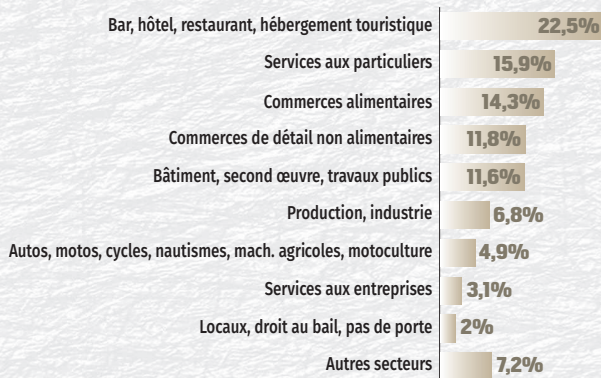 Bar, hôtel, restaurant, hébergement touristique 22,5%
Services aux particuliers 15,9%
Commerces alimentaires 14,3%
Commerces de détail non alimentaires 11,8%
Bâtiment, second œuvre, travaux publics 11,6%
Production, industrie 6,8%
Autos, motos, cycles, nautismes, mach. agricoles, motoculture 4,9%
Services aux entreprises 3,1%
Locaux, droit au bail, pas de porte 2%
Autres secteurs 7,2%